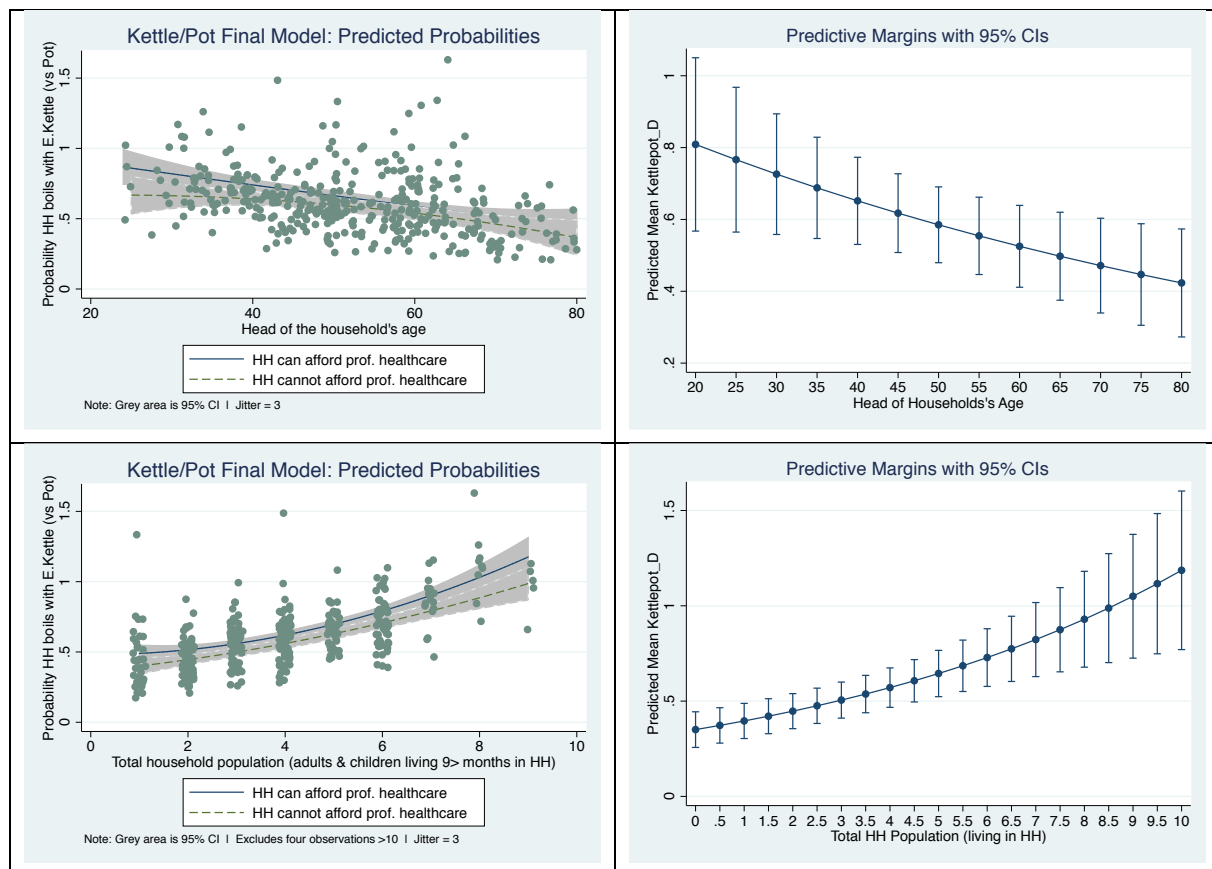 Kettle/Pot Final Model: Predicted Probabilities
Probability HH boils with E.Kettle (vs Pot)
1.5
1
.5
0
20 40 60 80
Head of the household's age
HH can afford prof. healthcare
HH cannot afford prof. healthcare
Note: Grey area is 95% CI I Jitter = 3
Predictive Margins with 95% CIs
Predicted Mean Kettlepot_D
1
.8
.6
.4
.2
20 25 30 35 40 45 50 55 60 65 70 75 80
Head of Households's Age
Kettle/Pot Final Model: Predicted Probabilities
Probability HH boils with E.Kettle (vs Pot)
1.5
1
.5
0
0 2 4 6 8 10
Total household population (adults & children living 9> months in HH)
HH can afford prof. healthcare
HH cannot afford prof. healthcare
Note: Grey area is 95% CI I Excludes four observations >10 I Jitter = 3
Predictive Margins with 95% CIs
Predicted Mean Kettlepot_D
1.5
1
.5
0
0 .5 1 1.5 2 2.5 3 3.5 4 4.5 5 5.5 6 6.5 7 7.5 8 8.5 9 9.5 10
Total HH Population (living in HH)